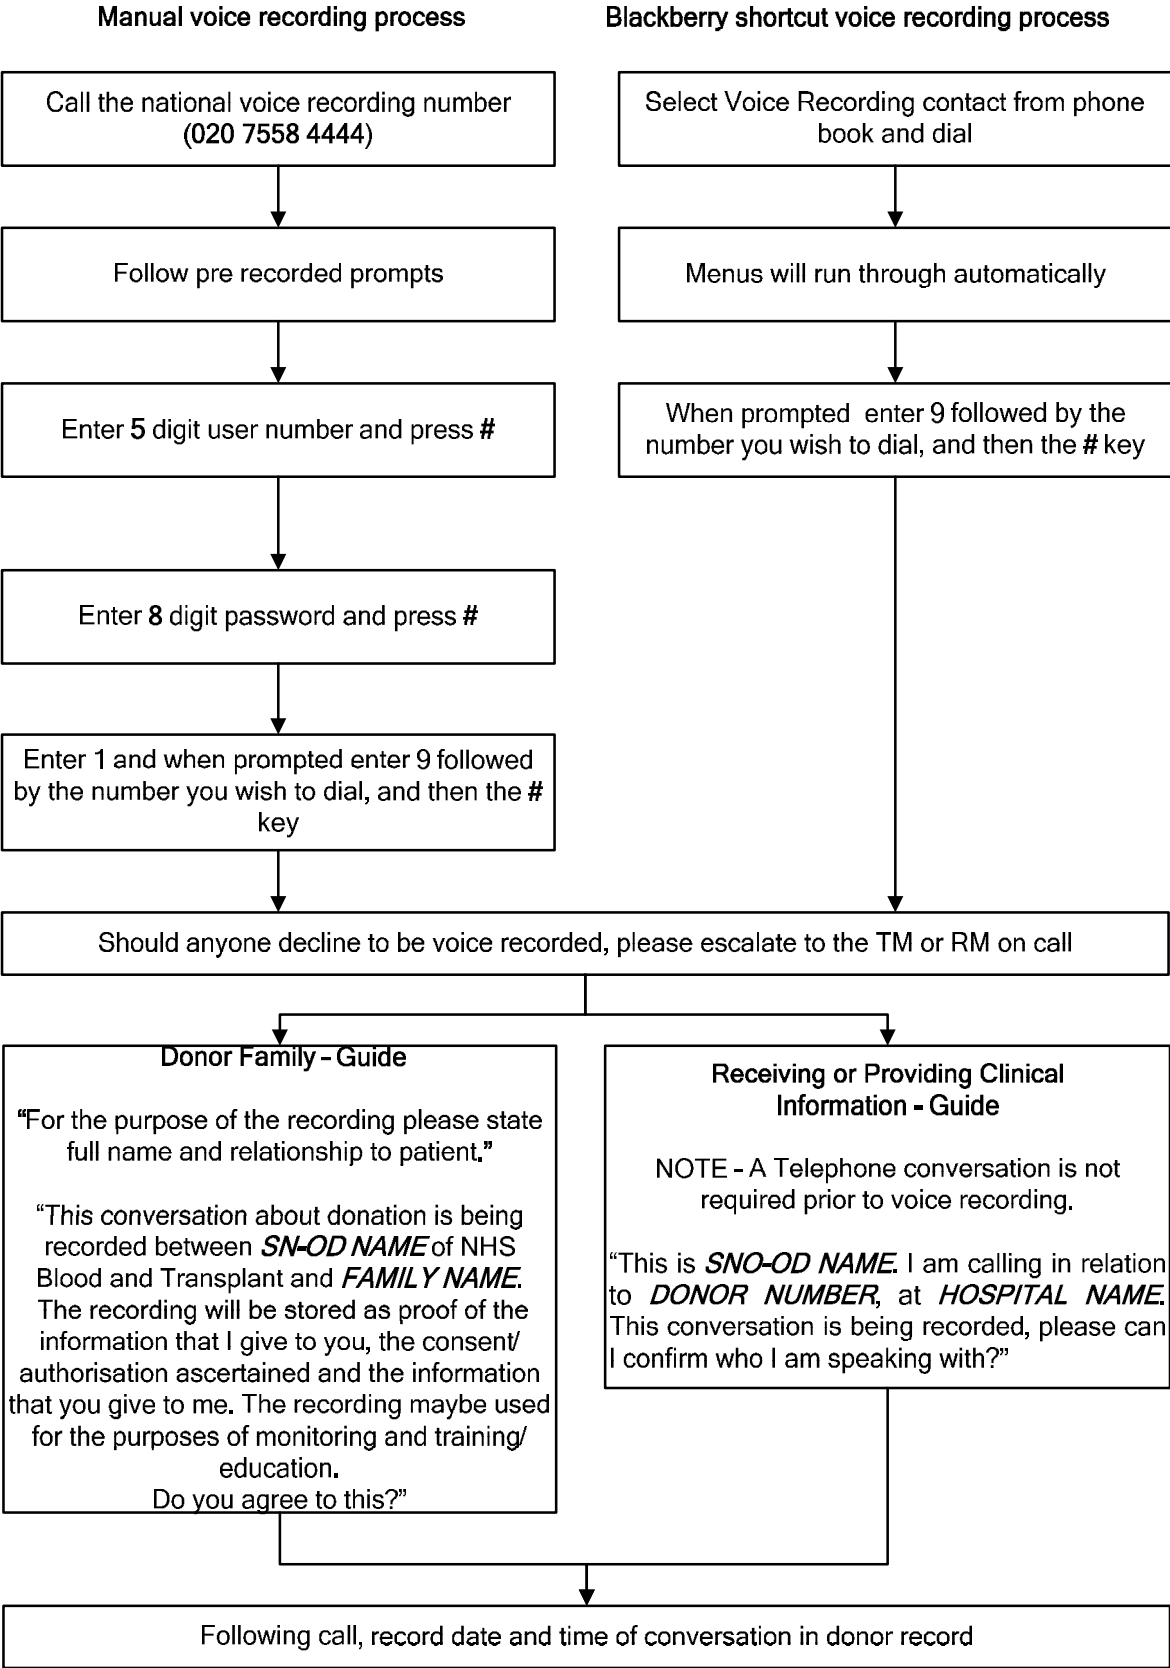 Manual voice recording process
Blackberry shortcut voice recording process
Call the national voice recording number
(020 7558 4444)
Select Voice Recording contact from phone
book and dial
Follow pre recorded prompts
Menus will run through automatically
Enter 5 digit user number and press #
When prompted enter 9 followed by the
number you wish to dial, and then the # key
Enter 8 digit password and press #
Enter 1 and when prompted enter 9 followed
by the number you wish to dial, and then the #
key
Should anyone decline to be voice recorded, please escalate to the TM or RM on call
Donor Family - Guide
"For the purpose of the recording please state
full name and relationship to patient."
"This conversation about donation is being
recorded between SN-OD NAME of NHS
Blood and Transplant and FAMILY NAME.
The recording will be stored as proof of the
information that I give to you, the consent/
authorisation ascertained and the information
that you give to me. The recording maybe used
for the purposes of monitoring and training/
education.
Do you agree to this?"
Receiving or Providing Clinical
Information - Guide
NOTE - A Telephone conversation is not
required prior to voice recording.
"This is SNO-OD NAME. I am calling in relation
to DONOR NUMBER, at HOSPITAL NAME.
This conversation is being recorded, please can
I confirm who I am speaking with?"
Following call, record date and time of conversation in donor record